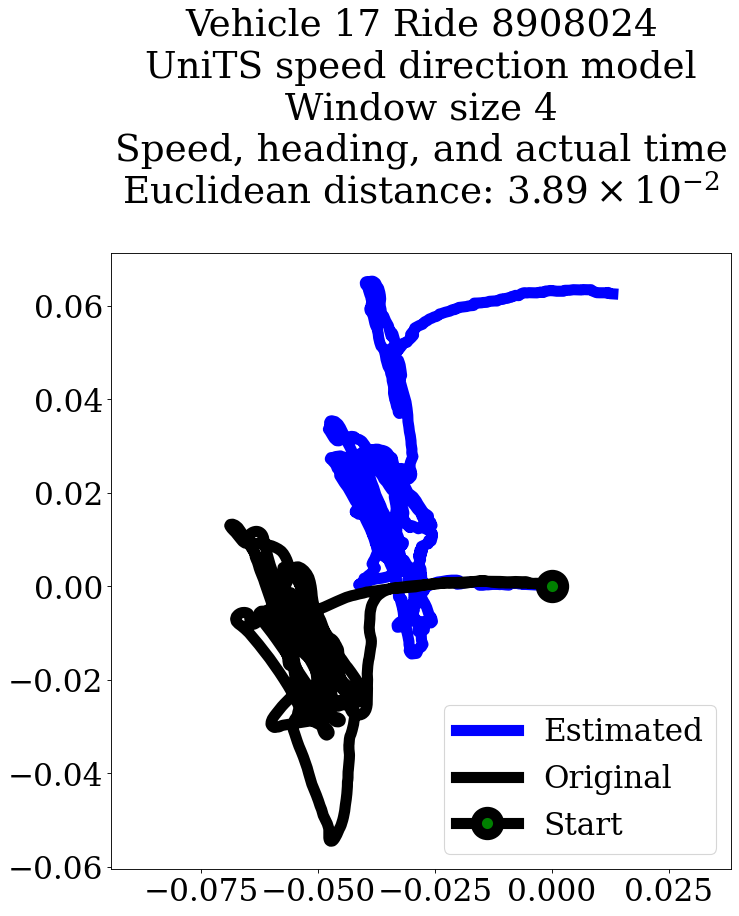 Vehicle 17 Ride 8908024
UniTS speed direction model
Window size 4
Speed, heading, and actual time
Euclidean distance: 3.89 × 10⁻²
0.06
0.04
0.02
0.00
−0.02
−0.04
−0.06
−0.075 −0.050 −0.025 0.000 0.025
Estimated
Original
Start